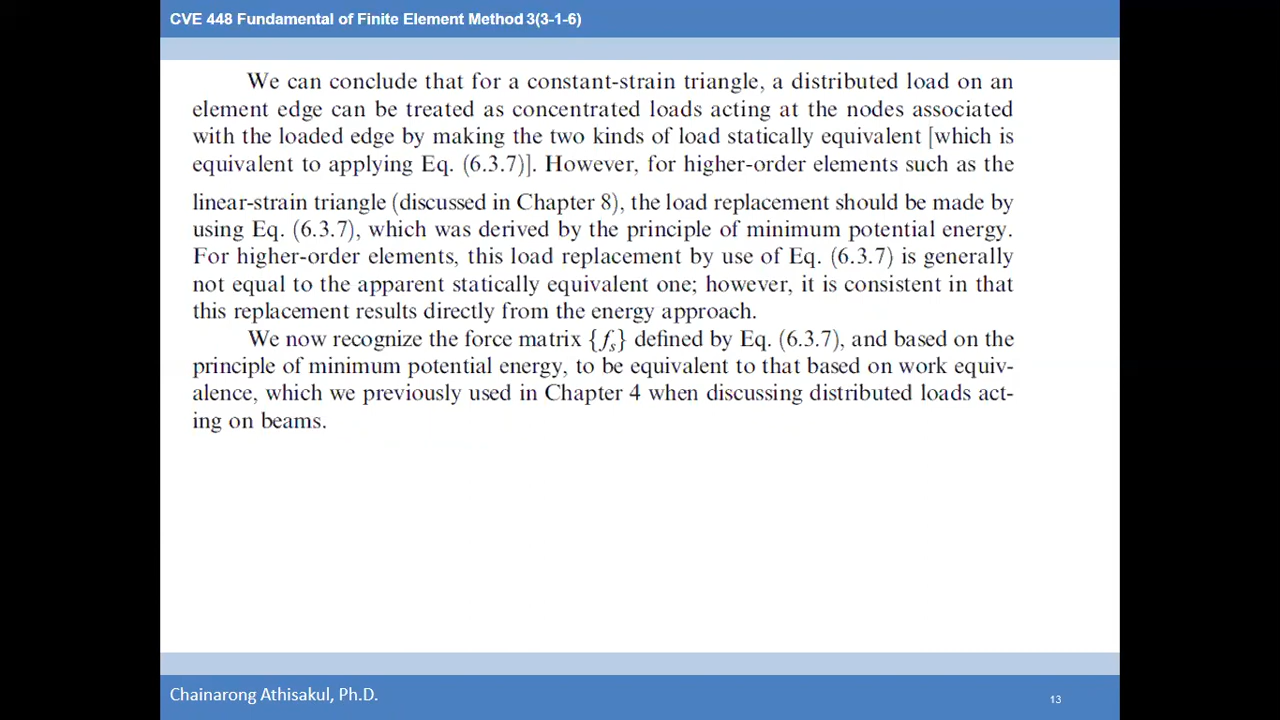 CVE 448 Fundamental of Finite Element Method 3(3-1-6)
We can conclude that for a constant-strain triangle, a distributed load on an
element edge can be treated as concentrated loads acting at the nodes associated
with the loaded edge by making the two kinds of load statically equivalent [which is
equivalent to applying Eq. (6.3.7)]. However, for higher-order elements such as the
linear-strain triangle (discussed in Chapter 8), the load replacement should be made by
using Eq. (6.3.7), which was derived by the principle of minimum potential energy.
For higher-order elements, this load replacement by use of Eq. (6.3.7) is generally
not equal to the apparent statically equivalent one; however, it is consistent in that
this replacement results directly from the energy approach.
We now recognize the force matrix {fₛ} defined by Eq. (6.3.7), and based on the
principle of minimum potential energy, to be equivalent to that based on work equiv-
alence, which we previously used in Chapter 4 when discussing distributed loads act-
ing on beams.
Chainarong Athisakul, Ph.D.
13